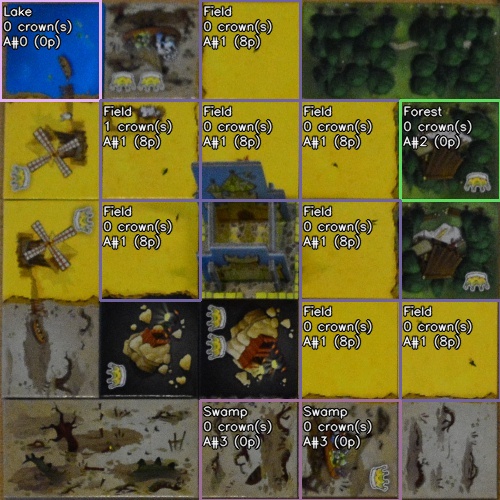 Lake
0 crown(s)
A#0 (0p)
Field
0 crown(s)
A#1 (8p)
Field
1 crown(s)
A#1 (8p)
Field
0 crown(s)
A#1 (8p)
Field
0 crown(s)
A#1 (8p)
Forest
0 crown(s)
A#2 (0p)
Field
0 crown(s)
A#1 (8p)
Field
0 crown(s)
A#1 (8p)
Field
0 crown(s)
A#1 (8p)
Field
0 crown(s)
A#1 (8p)
Swamp
0 crown(s)
A#3 (0p)
Swamp
0 crown(s)
A#3 (0p)